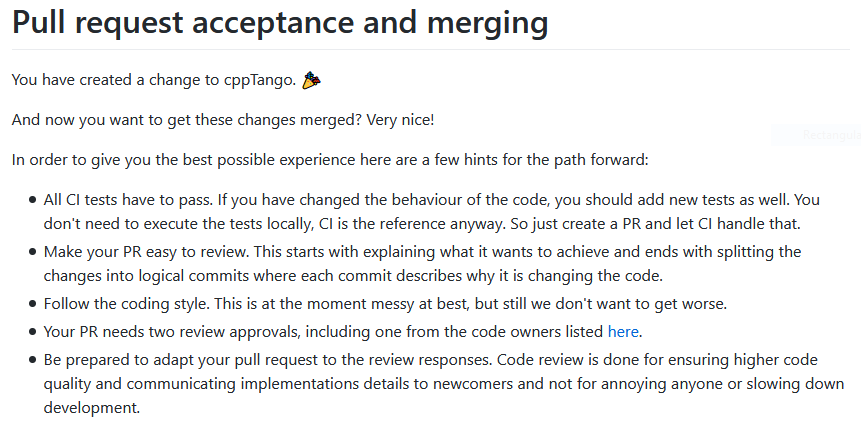 Pull request acceptance and merging
You have created a change to cppTango. 🎉
And now you want to get these changes merged? Very nice!
In order to give you the best possible experience here are a few hints for the path forward:
• All CI tests have to pass. If you have changed the behaviour of the code, you should add new tests as well. You
don't need to execute the tests locally, CI is the reference anyway. So just create a PR and let CI handle that.
• Make your PR easy to review. This starts with explaining what it wants to achieve and ends with splitting the
changes into logical commits where each commit describes why it is changing the code.
• Follow the coding style. This is at the moment messy at best, but still we don't want to get worse.
• Your PR needs two review approvals, including one from the code owners listed here.
• Be prepared to adapt your pull request to the review responses. Code review is done for ensuring higher code
quality and communicating implementations details to newcomers and not for annoying anyone or slowing down
development.